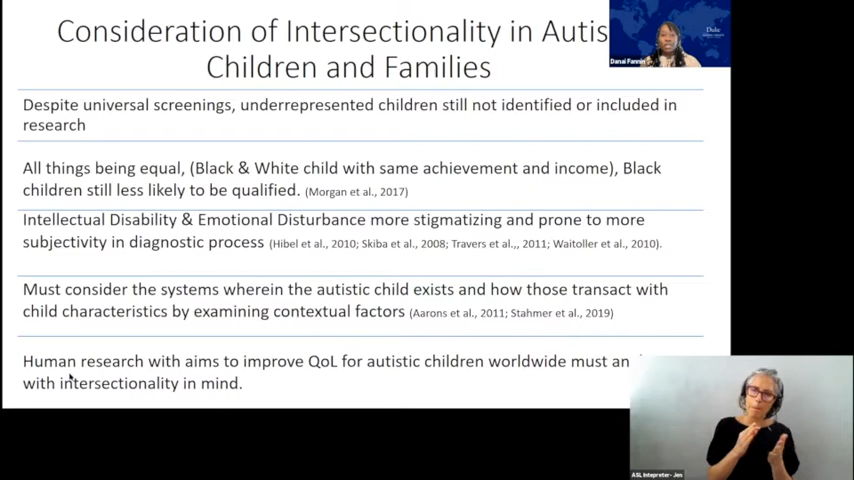 Consideration of Intersectionality in Autis
Children and Families
Duke
Danai Fannin
Despite universal screenings, underrepresented children still not identified or included in
research
All things being equal, (Black & White child with same achievement and income), Black
children still less likely to be qualified. (Morgan et al., 2017)
Intellectual Disability & Emotional Disturbance more stigmatizing and prone to more
subjectivity in diagnostic process (Hibel et al., 2010; Skiba et al., 2008; Travers et al.,, 2011; Waitoller et al., 2010).
Must consider the systems wherein the autistic child exists and how those transact with
child characteristics by examining contextual factors (Aarons et al., 2011; Stahmer et al., 2019)
Human research with aims to improve QoL for autistic children worldwide must an
with intersectionality in mind.
ASL Intepreter- Jen